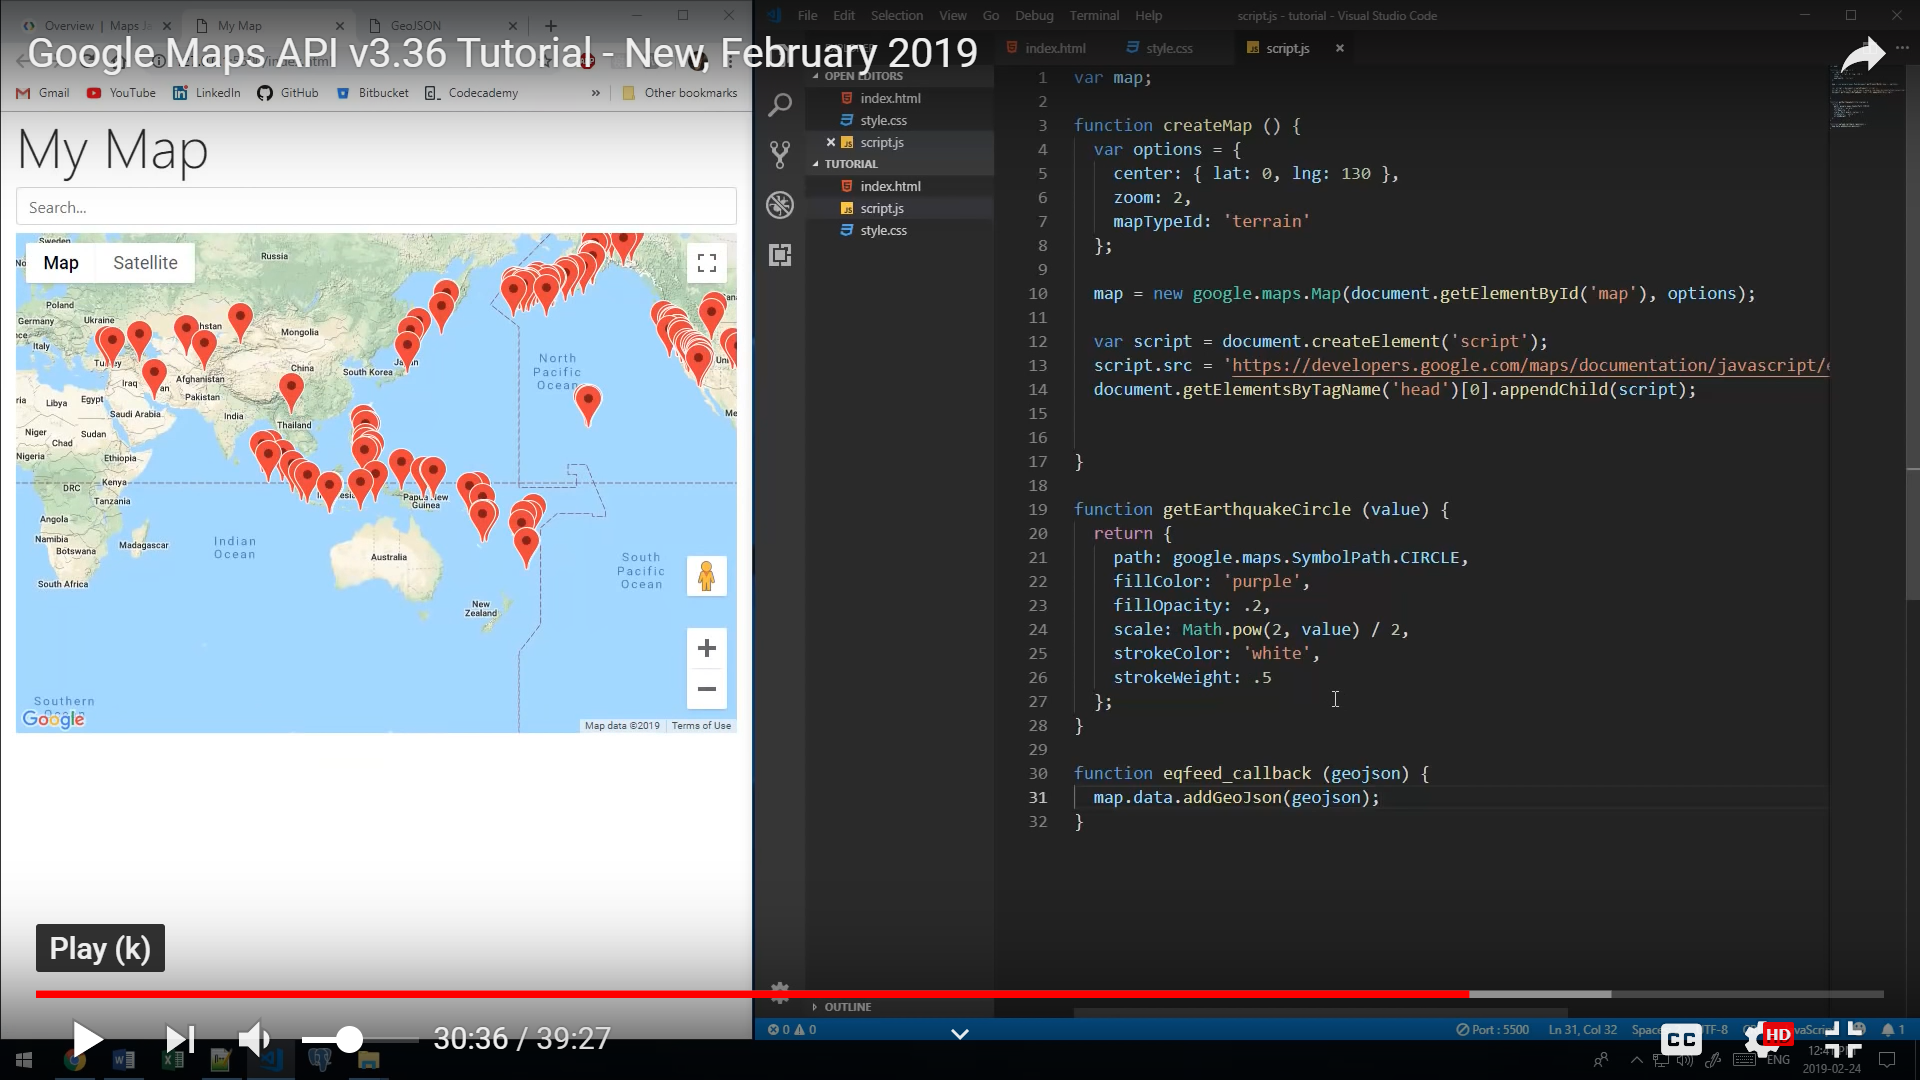 Overview | Maps Ja
My Map
GeoJSON
File Edit Selection View Go Debug Terminal Help
script.js - tutorial - Visual Studio Code
Google Maps API v3.36 Tutorial - New, February 2019
Gmail YouTube LinkedIn GitHub Bitbucket Codecademy » Other bookmarks
My Map
Search...
Map Satellite
Sweden
Russia
Poland
Germany
Ukraine
Italy
Mongolia
China
South Korea
Iraq
Afghanistan
Pakistan
Libya
Egypt
Saudi Arabia
India
Thailand
Niger
Chad
Sudan
Nigeria
Ethiopia
DRC
Kenya
Tanzania
Angola
Namibia
Botswana
Madagascar
South Africa
Papua New
Guinea
Australia
New
Zealand
North
Pacific
Ocean
Indian
Ocean
South
Pacific
Ocean
Southern
Google
Map data ©2019 Terms of Use
OPEN EDITORS
index.html
style.css
script.js
TUTORIAL
index.html
script.js
style.css
OUTLINE
index.html style.css script.js
1 var map;
2
3 function createMap () {
4 var options = {
5 center: { lat: 0, lng: 130 },
6 zoom: 2,
7 mapTypeId: 'terrain'
8 };
9
10 map = new google.maps.Map(document.getElementById('map'), options);
11
12 var script = document.createElement('script');
13 script.src = 'https://developers.google.com/maps/documentation/javascript/
14 document.getElementsByTagName('head')[0].appendChild(script);
15
16
17 }
18
19 function getEarthquakeCircle (value) {
20 return {
21 path: google.maps.SymbolPath.CIRCLE,
22 fillColor: 'purple',
23 fillOpacity: .2,
24 scale: Math.pow(2, value) / 2,
25 strokeColor: 'white',
26 strokeWeight: .5
27 };
28 }
29
30 function eqfeed_callback (geojson) {
31 map.data.addGeoJson(geojson);
32 }
Play (k)
0 0 Port : 5500 Ln 31, Col 32 1
30:36 / 39:27
CC HD
ENG
2019-02-24